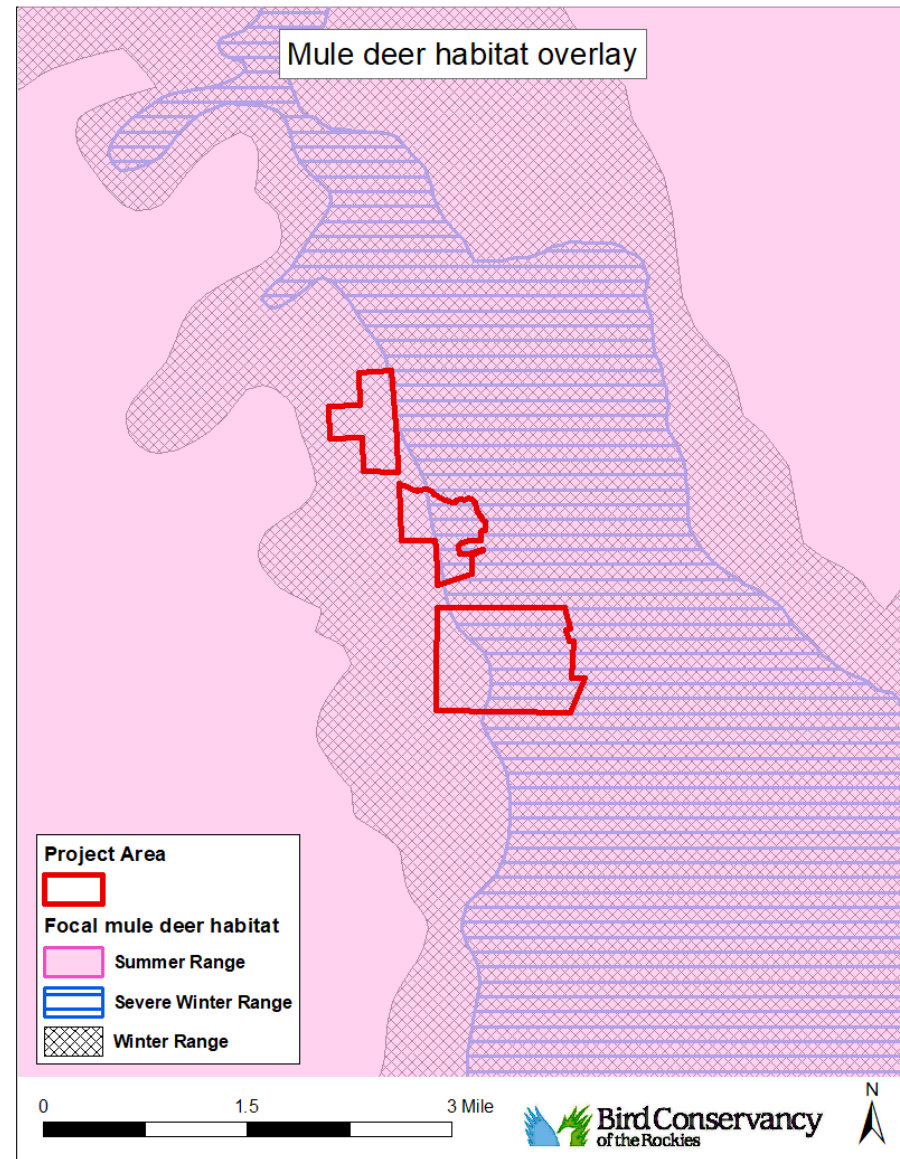 Mule deer habitat overlay
Project Area
Focal mule deer habitat
Summer Range
Severe Winter Range
Winter Range
0 1.5 3 Mile
Bird Conservancy
of the Rockies
N